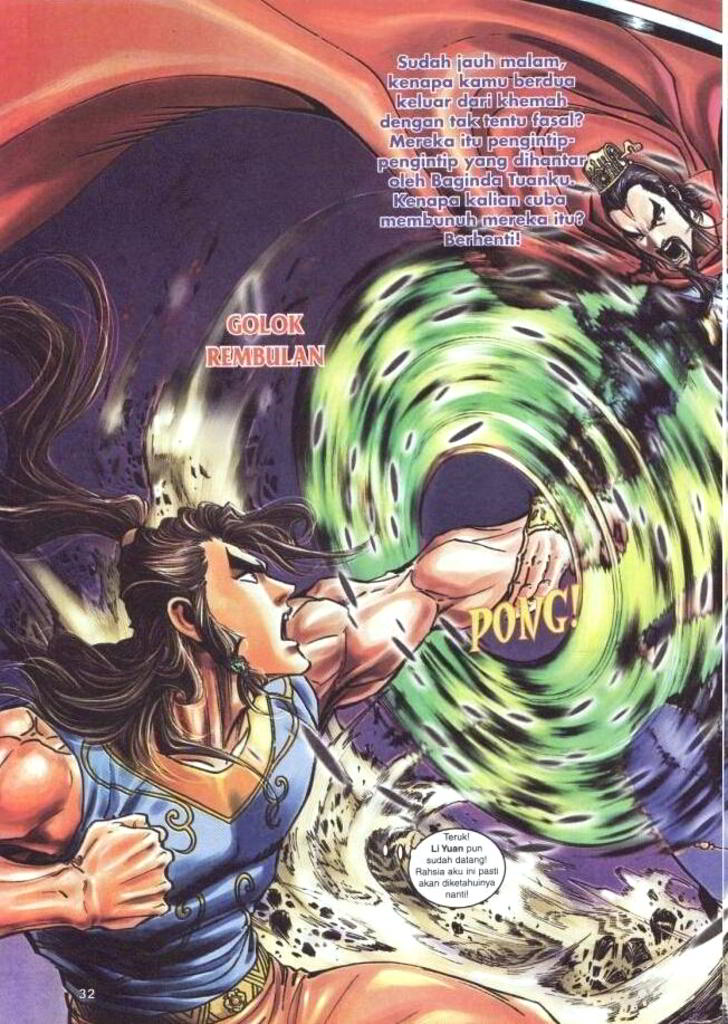 Sudah jauh malam,
kenapa kamu berdua
keluar dari khemah
dengan tak tentu fasal?
Mereka itu pengintip-
pengintip yang dihantar
oleh Baginda Tuanku.
Kenapa kalian cuba
membunuh mereka itu?
Berhenti!
GOLOK
REMBULAN
PONG!
Teruk!
Li Yuan pun
sudah datang!
Rahsia aku ini pasti
akan diketahuinya
nanti!
32